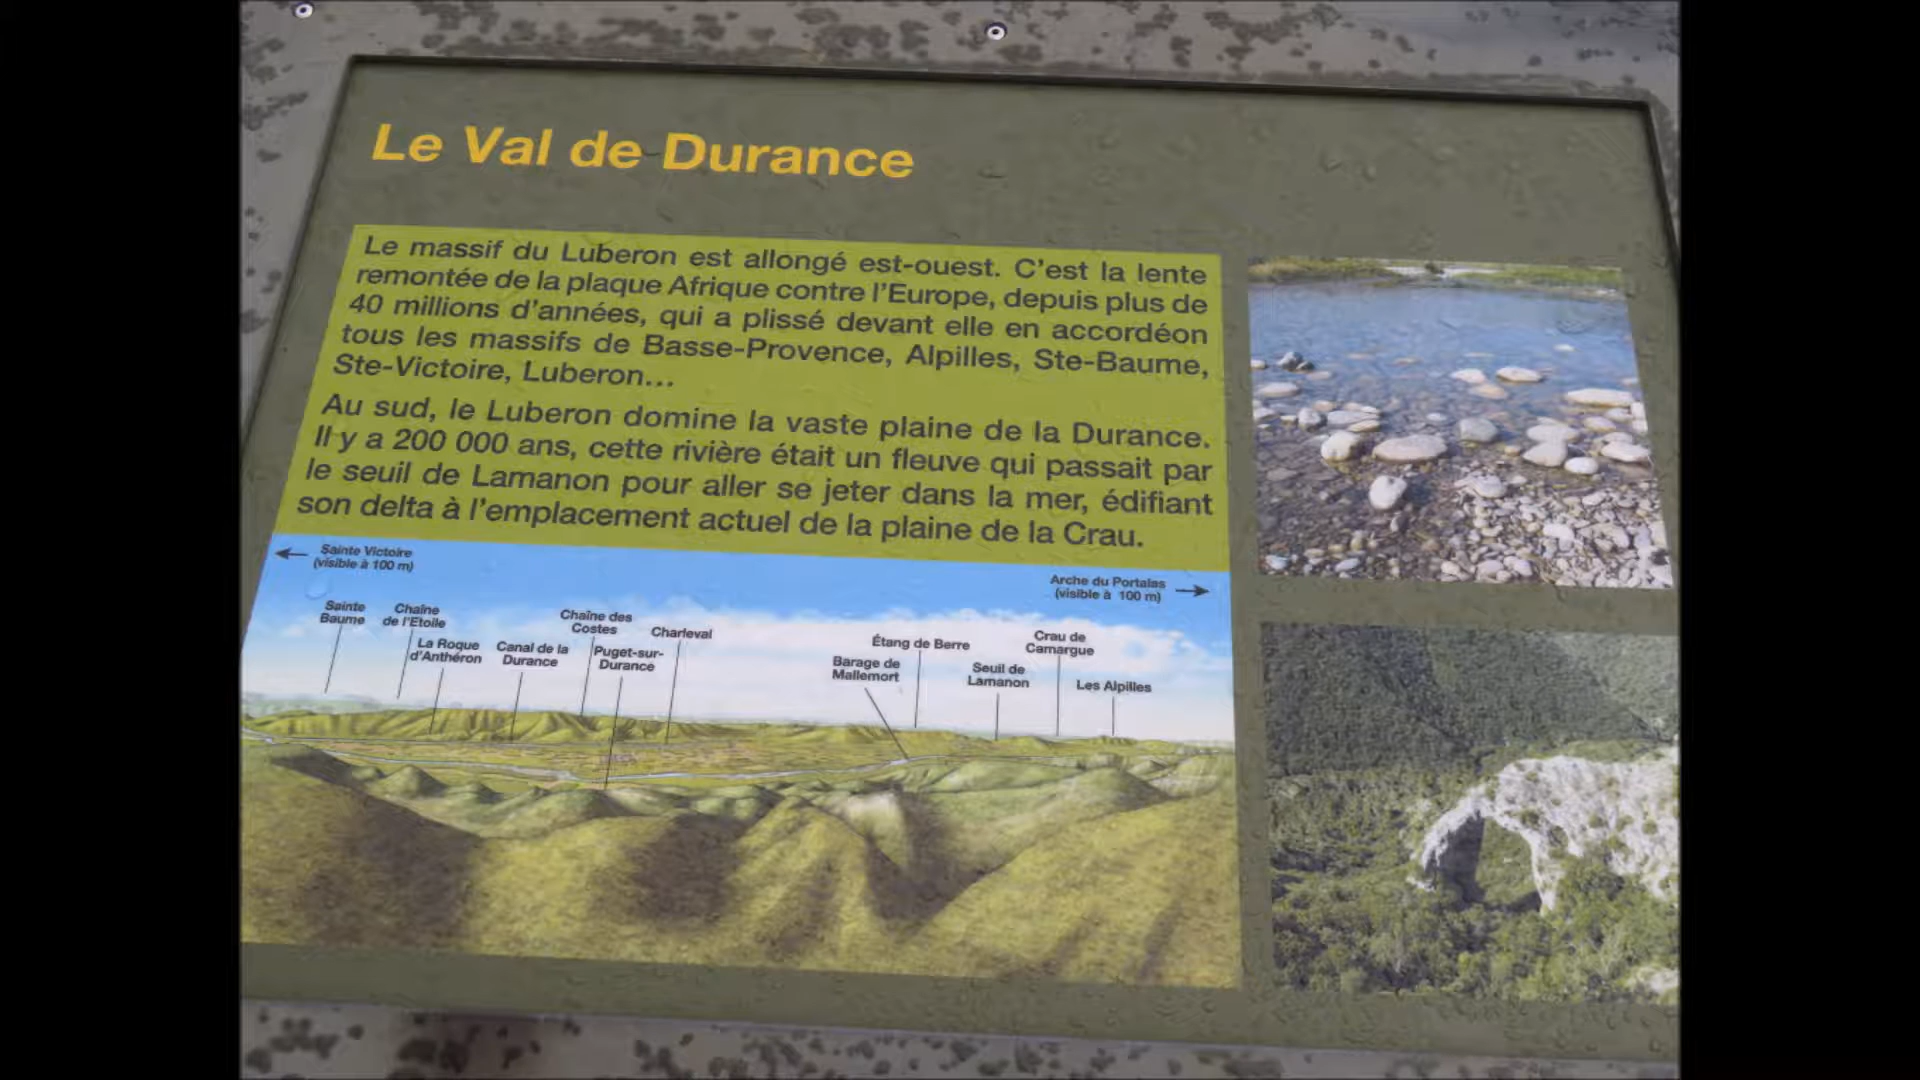 Le Val de Durance
Le massif du Luberon est allongé est-ouest. C'est la lente
remontée de la plaque Afrique contre l'Europe, depuis plus de
40 millions d'années, qui a plissé devant elle en accordéon
tous les massifs de Basse-Provence, Alpilles, Ste-Baume,
Ste-Victoire, Luberon...
Au sud, le Luberon domine la vaste plaine de la Durance.
Il y a 200 000 ans, cette rivière était un fleuve qui passait par
le seuil de Lamanon pour aller se jeter dans la mer, édifiant
son delta à l'emplacement actuel de la plaine de la Crau.
Sainte Victoire
(visible à 100 m)
Arche du Portalas
(visible à 100 m)
Sainte
Baume
Chaîne
de l'Etoile
La Roque
d'Anthéron
Canal de la
Durance
Chaîne des
Costes
Puget-sur-
Durance
Charleval
Barage de
Mallemort
Étang de Berre
Seuil de
Lamanon
Crau de
Camargue
Les Alpilles